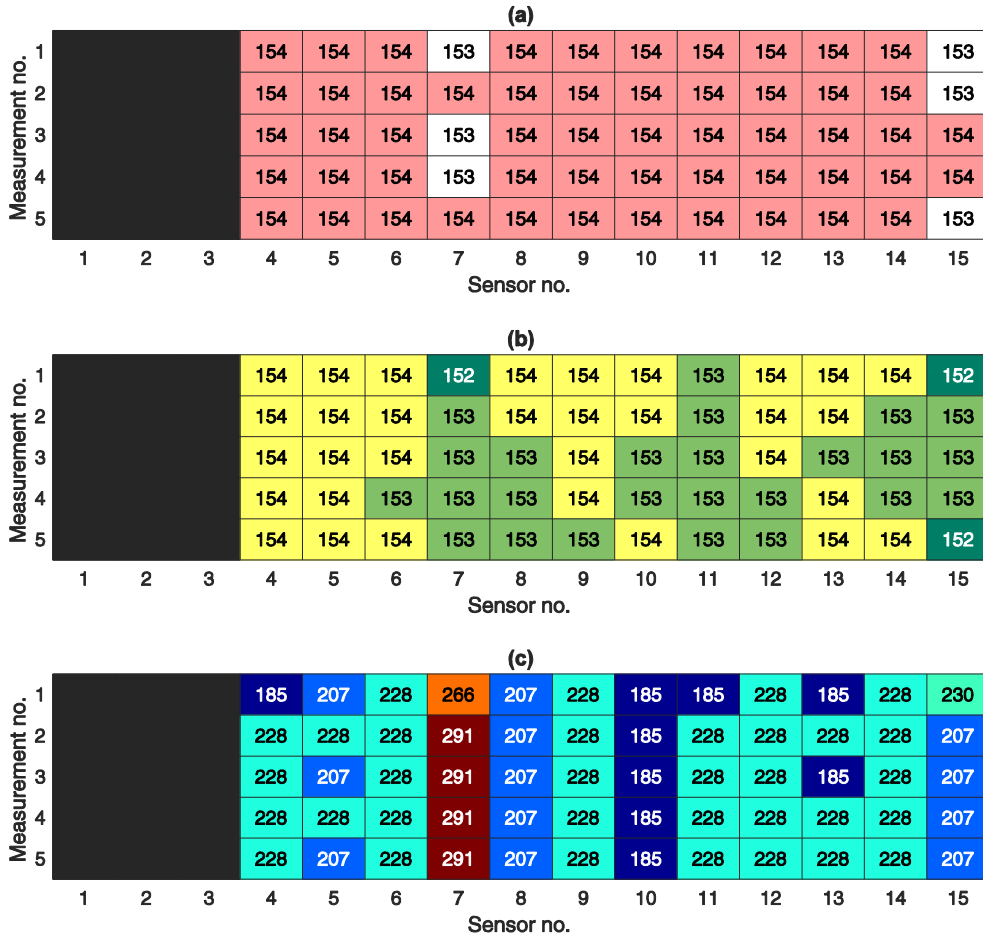 (a)
Measurement no.
1 154 154 154 153 154 154 154 154 154 154 154 153
2 154 154 154 154 154 154 154 154 154 154 154 153
3 154 154 154 153 154 154 154 154 154 154 154 154
4 154 154 154 153 154 154 154 154 154 154 154 154
5 154 154 154 154 154 154 154 154 154 154 154 153
1 2 3 4 5 6 7 8 9 10 11 12 13 14 15
Sensor no.
(b)
Measurement no.
1 154 154 154 152 154 154 154 153 154 154 154 152
2 154 154 154 153 154 154 154 153 154 154 153 153
3 154 154 154 153 153 154 153 153 154 153 153 153
4 154 154 153 153 153 154 153 153 153 154 153 153
5 154 154 154 153 153 153 154 153 153 154 154 152
1 2 3 4 5 6 7 8 9 10 11 12 13 14 15
Sensor no.
(c)
Measurement no.
1 185 207 228 266 207 228 185 185 228 185 228 230
2 228 228 228 291 207 228 185 228 228 228 228 207
3 228 207 228 291 207 228 185 228 228 185 228 207
4 228 228 228 291 207 228 185 228 228 228 228 207
5 228 207 228 291 207 228 185 228 228 228 228 207
1 2 3 4 5 6 7 8 9 10 11 12 13 14 15
Sensor no.